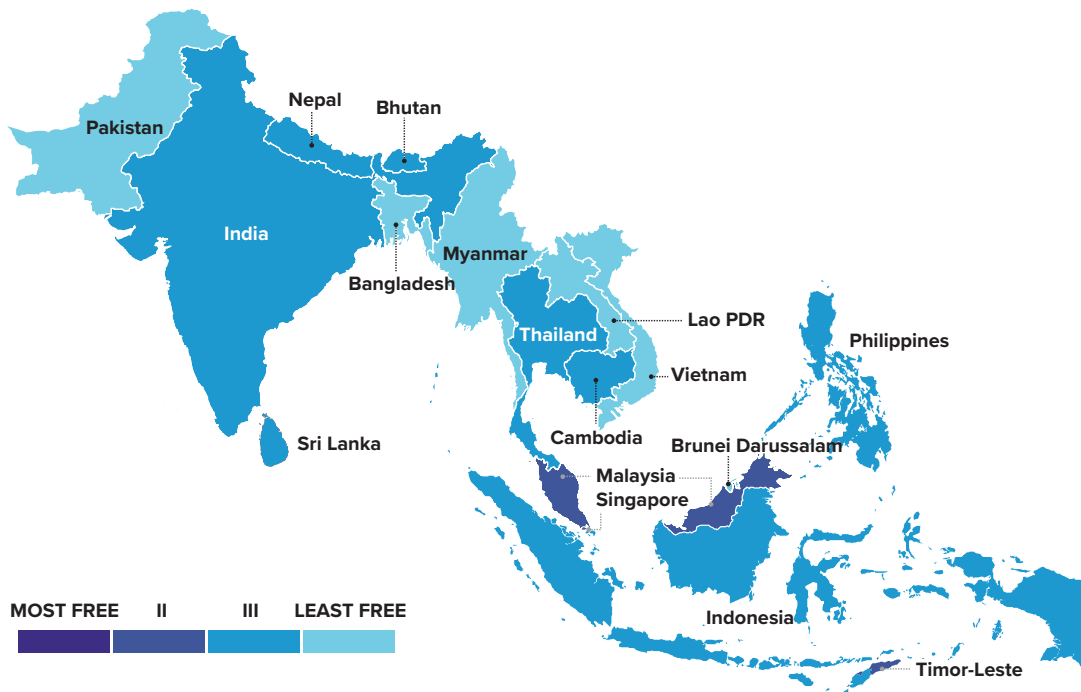 Nepal
Bhutan
Pakistan
India
Myanmar
Bangladesh
Lao PDR
Thailand
Philippines
Vietnam
Cambodia
Sri Lanka
Brunei Darussalam
Malaysia
Singapore
MOST FREE II III LEAST FREE
Indonesia
Timor-Leste